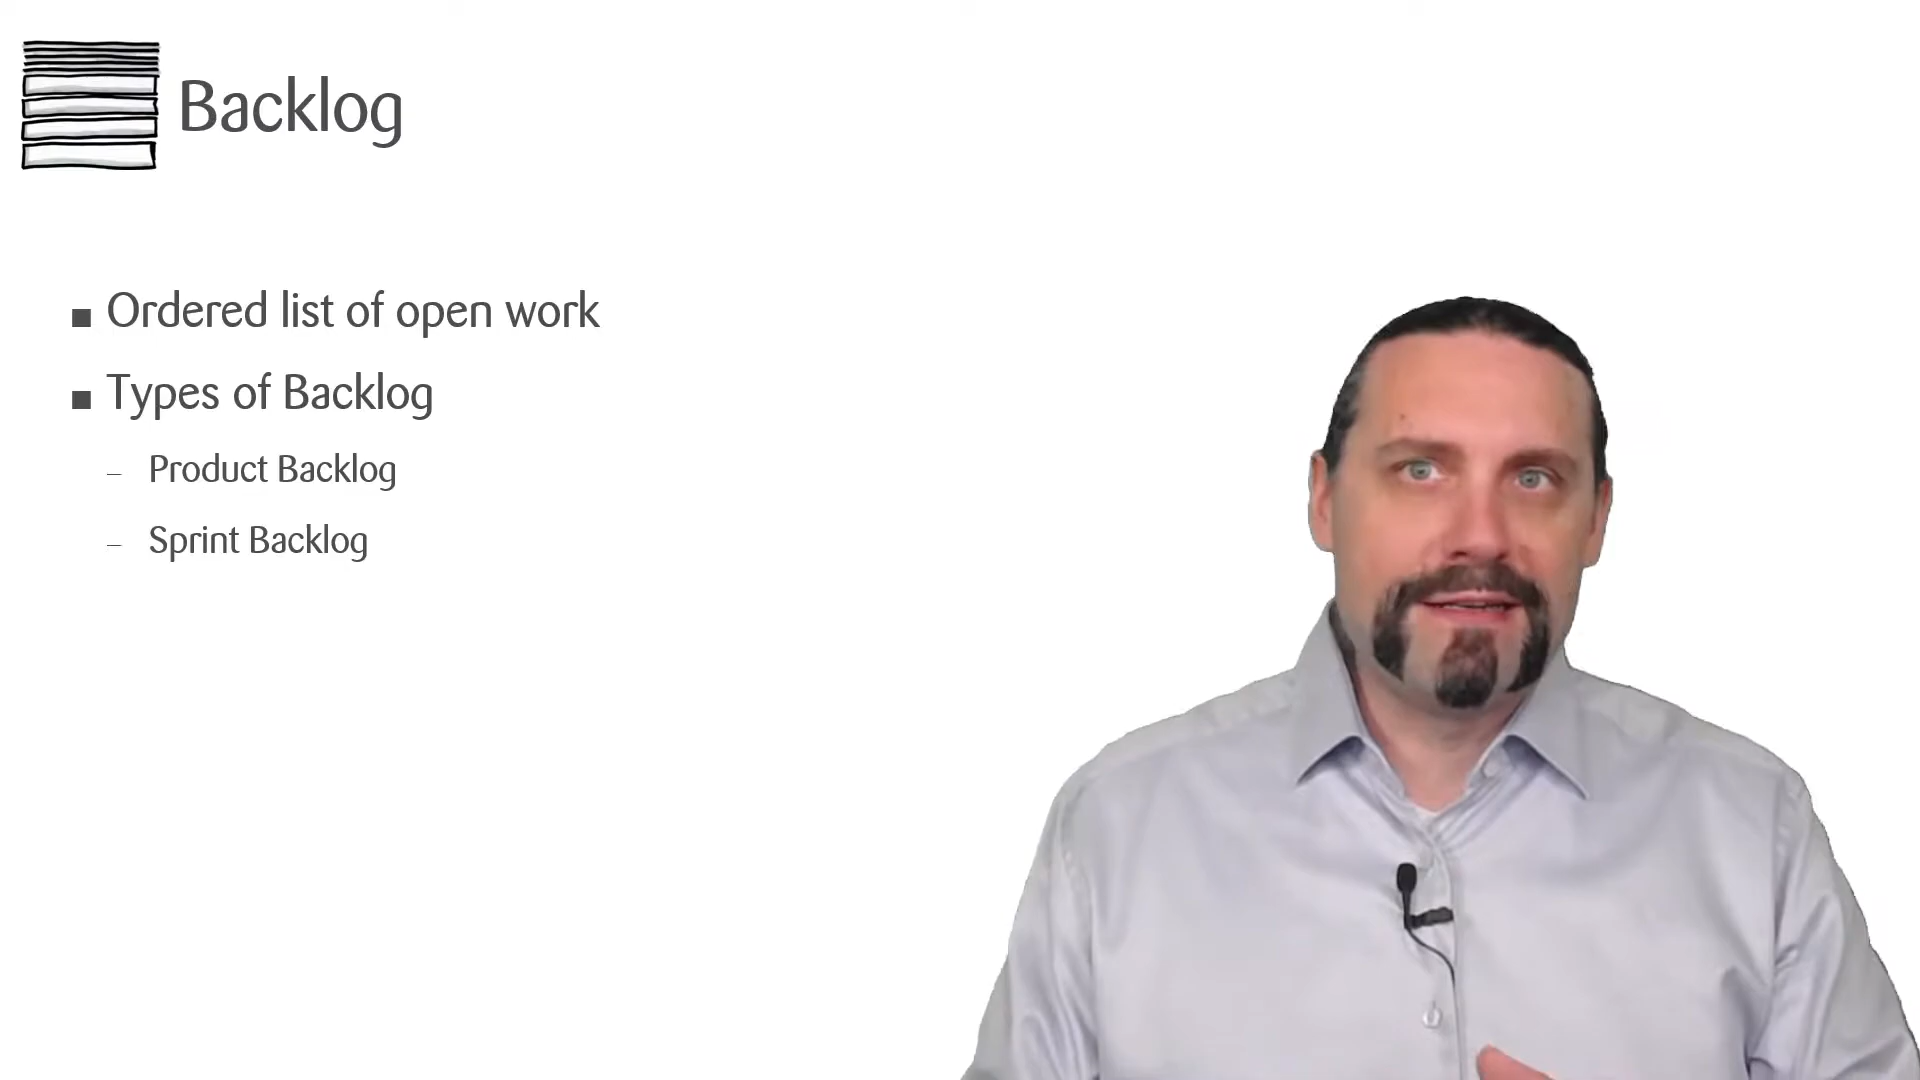 Backlog
■ Ordered list of open work
■ Types of Backlog
– Product Backlog
– Sprint Backlog